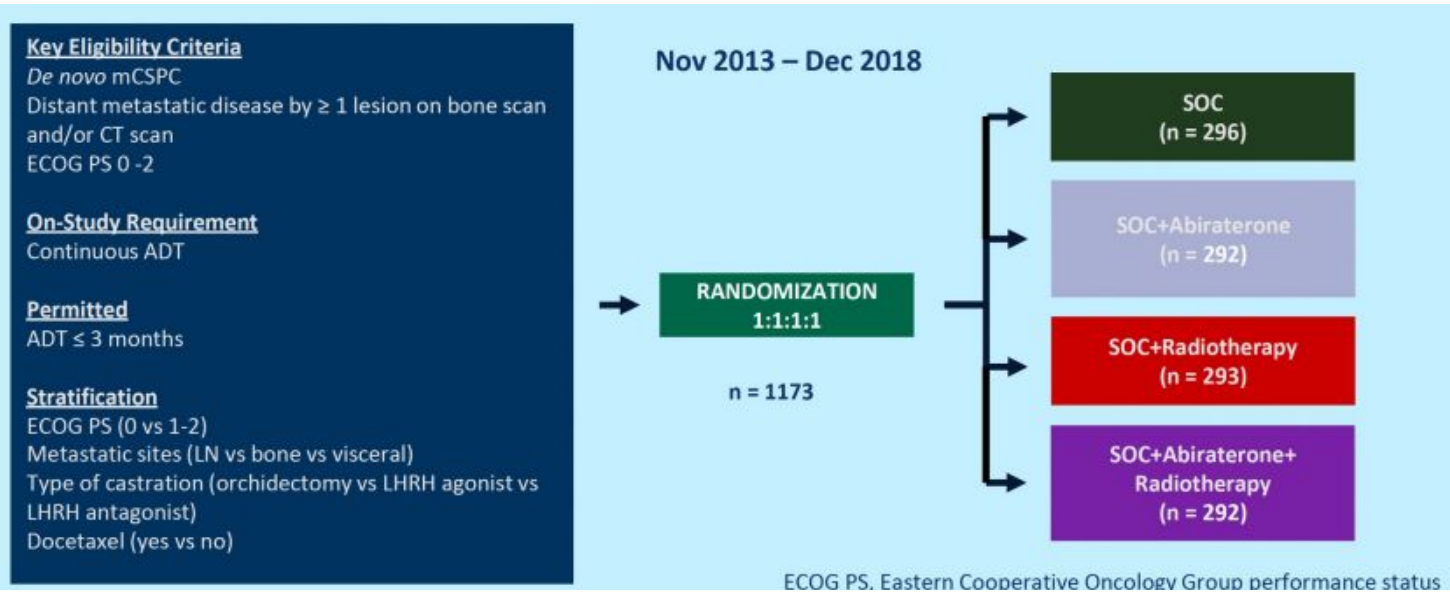 Key Eligibility Criteria
De novo mCSPC
Distant metastatic disease by ≥ 1 lesion on bone scan
and/or CT scan
ECOG PS 0 -2
On-Study Requirement
Continuous ADT
Permitted
ADT ≤ 3 months
Stratification
ECOG PS (0 vs 1-2)
Metastatic sites (LN vs bone vs visceral)
Type of castration (orchidectomy vs LHRH agonist vs
LHRH antagonist)
Docetaxel (yes vs no)
Nov 2013 – Dec 2018
RANDOMIZATION
1:1:1:1
n = 1173
SOC
(n = 296)
SOC+Abiraterone
(n = 292)
SOC+Radiotherapy
(n = 293)
SOC+Abiraterone+
Radiotherapy
(n = 292)
ECOG PS, Eastern Cooperative Oncology Group performance status